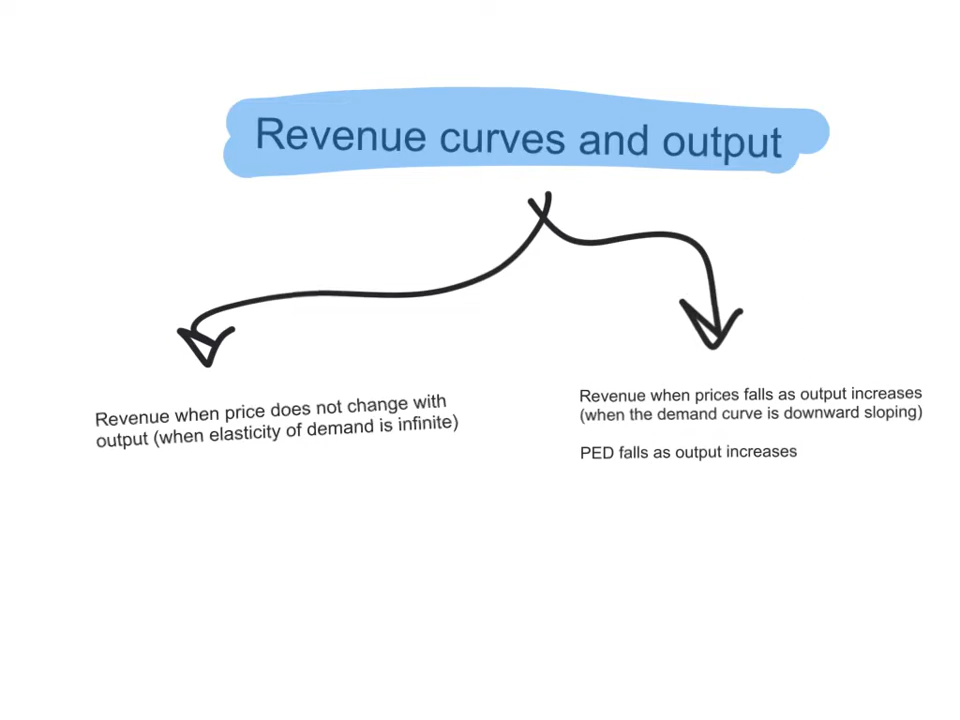 Revenue curves and output
Revenue when price does not change with
output (when elasticity of demand is infinite)
Revenue when prices falls as output increases
(when the demand curve is downward sloping)
PED falls as output increases